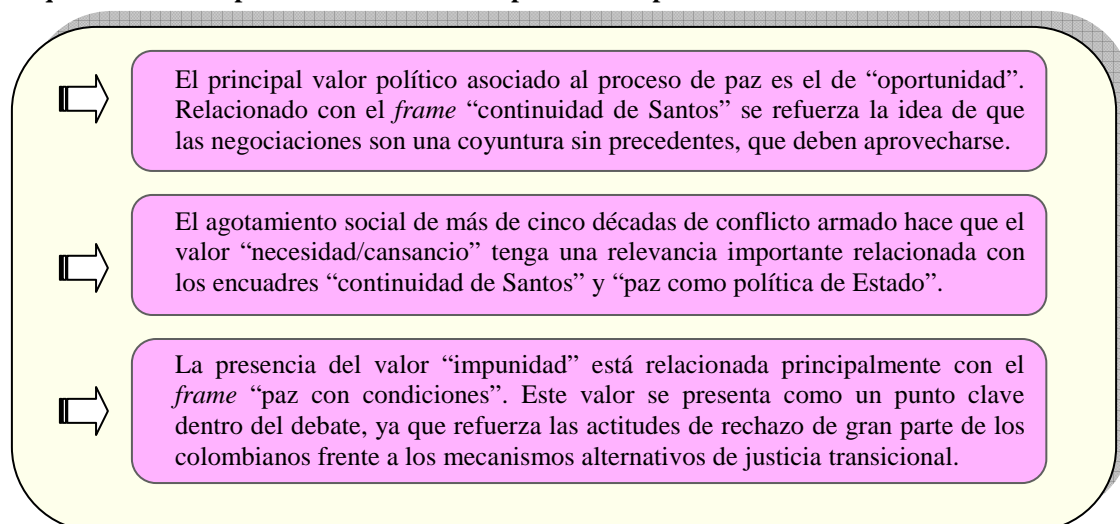 El principal valor político asociado al proceso de paz es el de “oportunidad”.
Relacionado con el frame “continuidad de Santos” se refuerza la idea de que
las negociaciones son una coyuntura sin precedentes, que deben aprovecharse.
El agotamiento social de más de cinco décadas de conflicto armado hace que el
valor “necesidad/cansancio” tenga una relevancia importante relacionada con
los encuadres “continuidad de Santos” y “paz como política de Estado”.
La presencia del valor “impunidad” está relacionada principalmente con el
frame “paz con condiciones”. Este valor se presenta como un punto clave
dentro del debate, ya que refuerza las actitudes de rechazo de gran parte de los
colombianos frente a los mecanismos alternativos de justicia transicional.